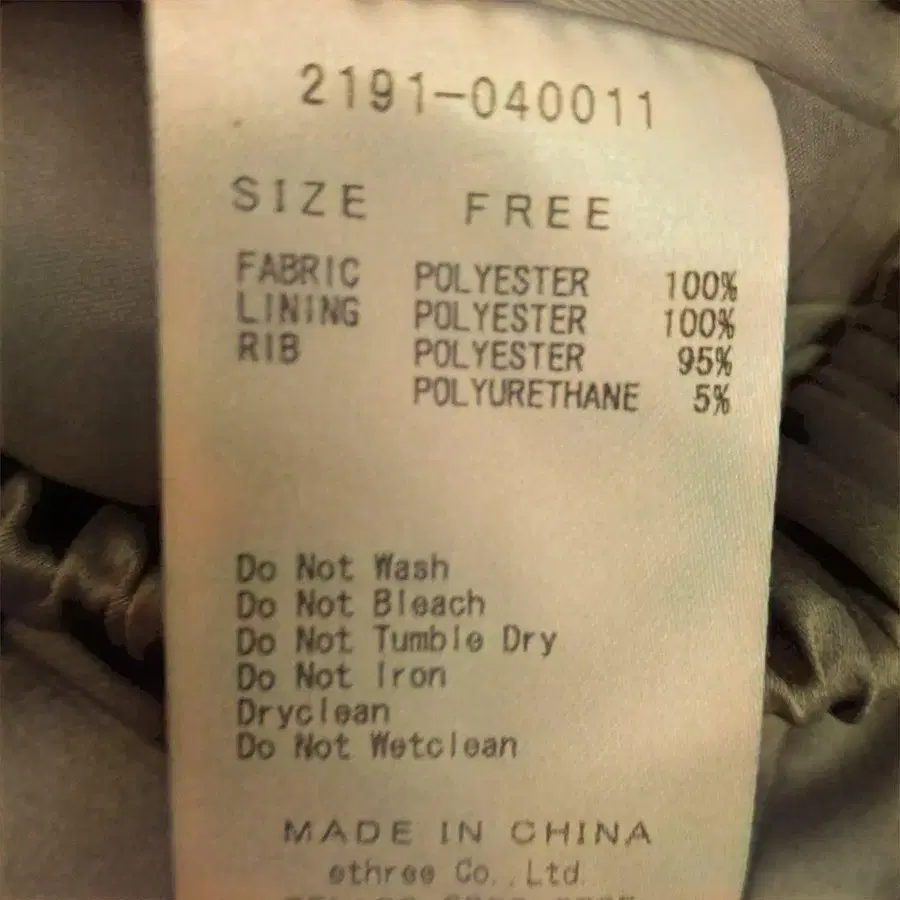 2191-040011
SIZE FREE
FABRIC POLYESTER 100%
LINING POLYESTER 100%
RIB POLYESTER 95%
POLYURETHANE 5%
Do Not Wash
Do Not Bleach
Do Not Tumble Dry
Do Not Iron
Dryclean
Do Not Wetclean
MADE IN CHINA
ethree Co.,Ltd.